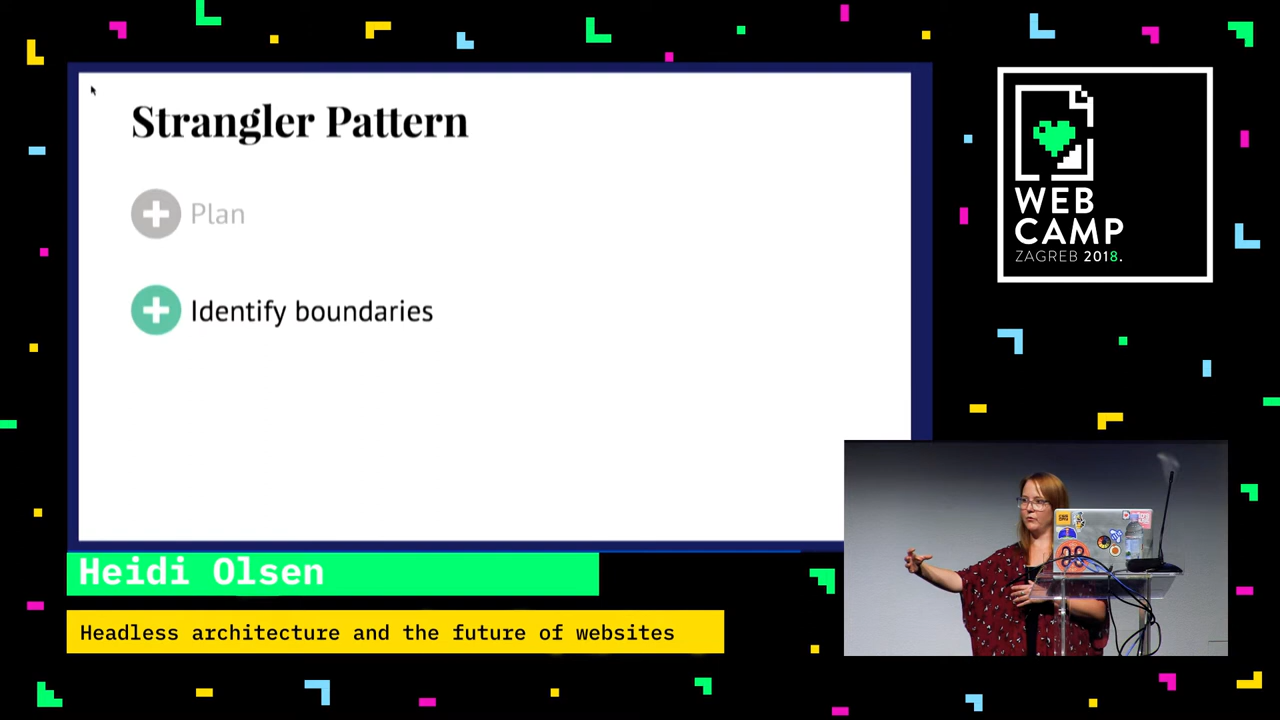 Strangler Pattern
Plan
Identify boundaries
WEB
CAMP
ZAGREB 2018.
Heidi Olsen
Headless architecture and the future of websites